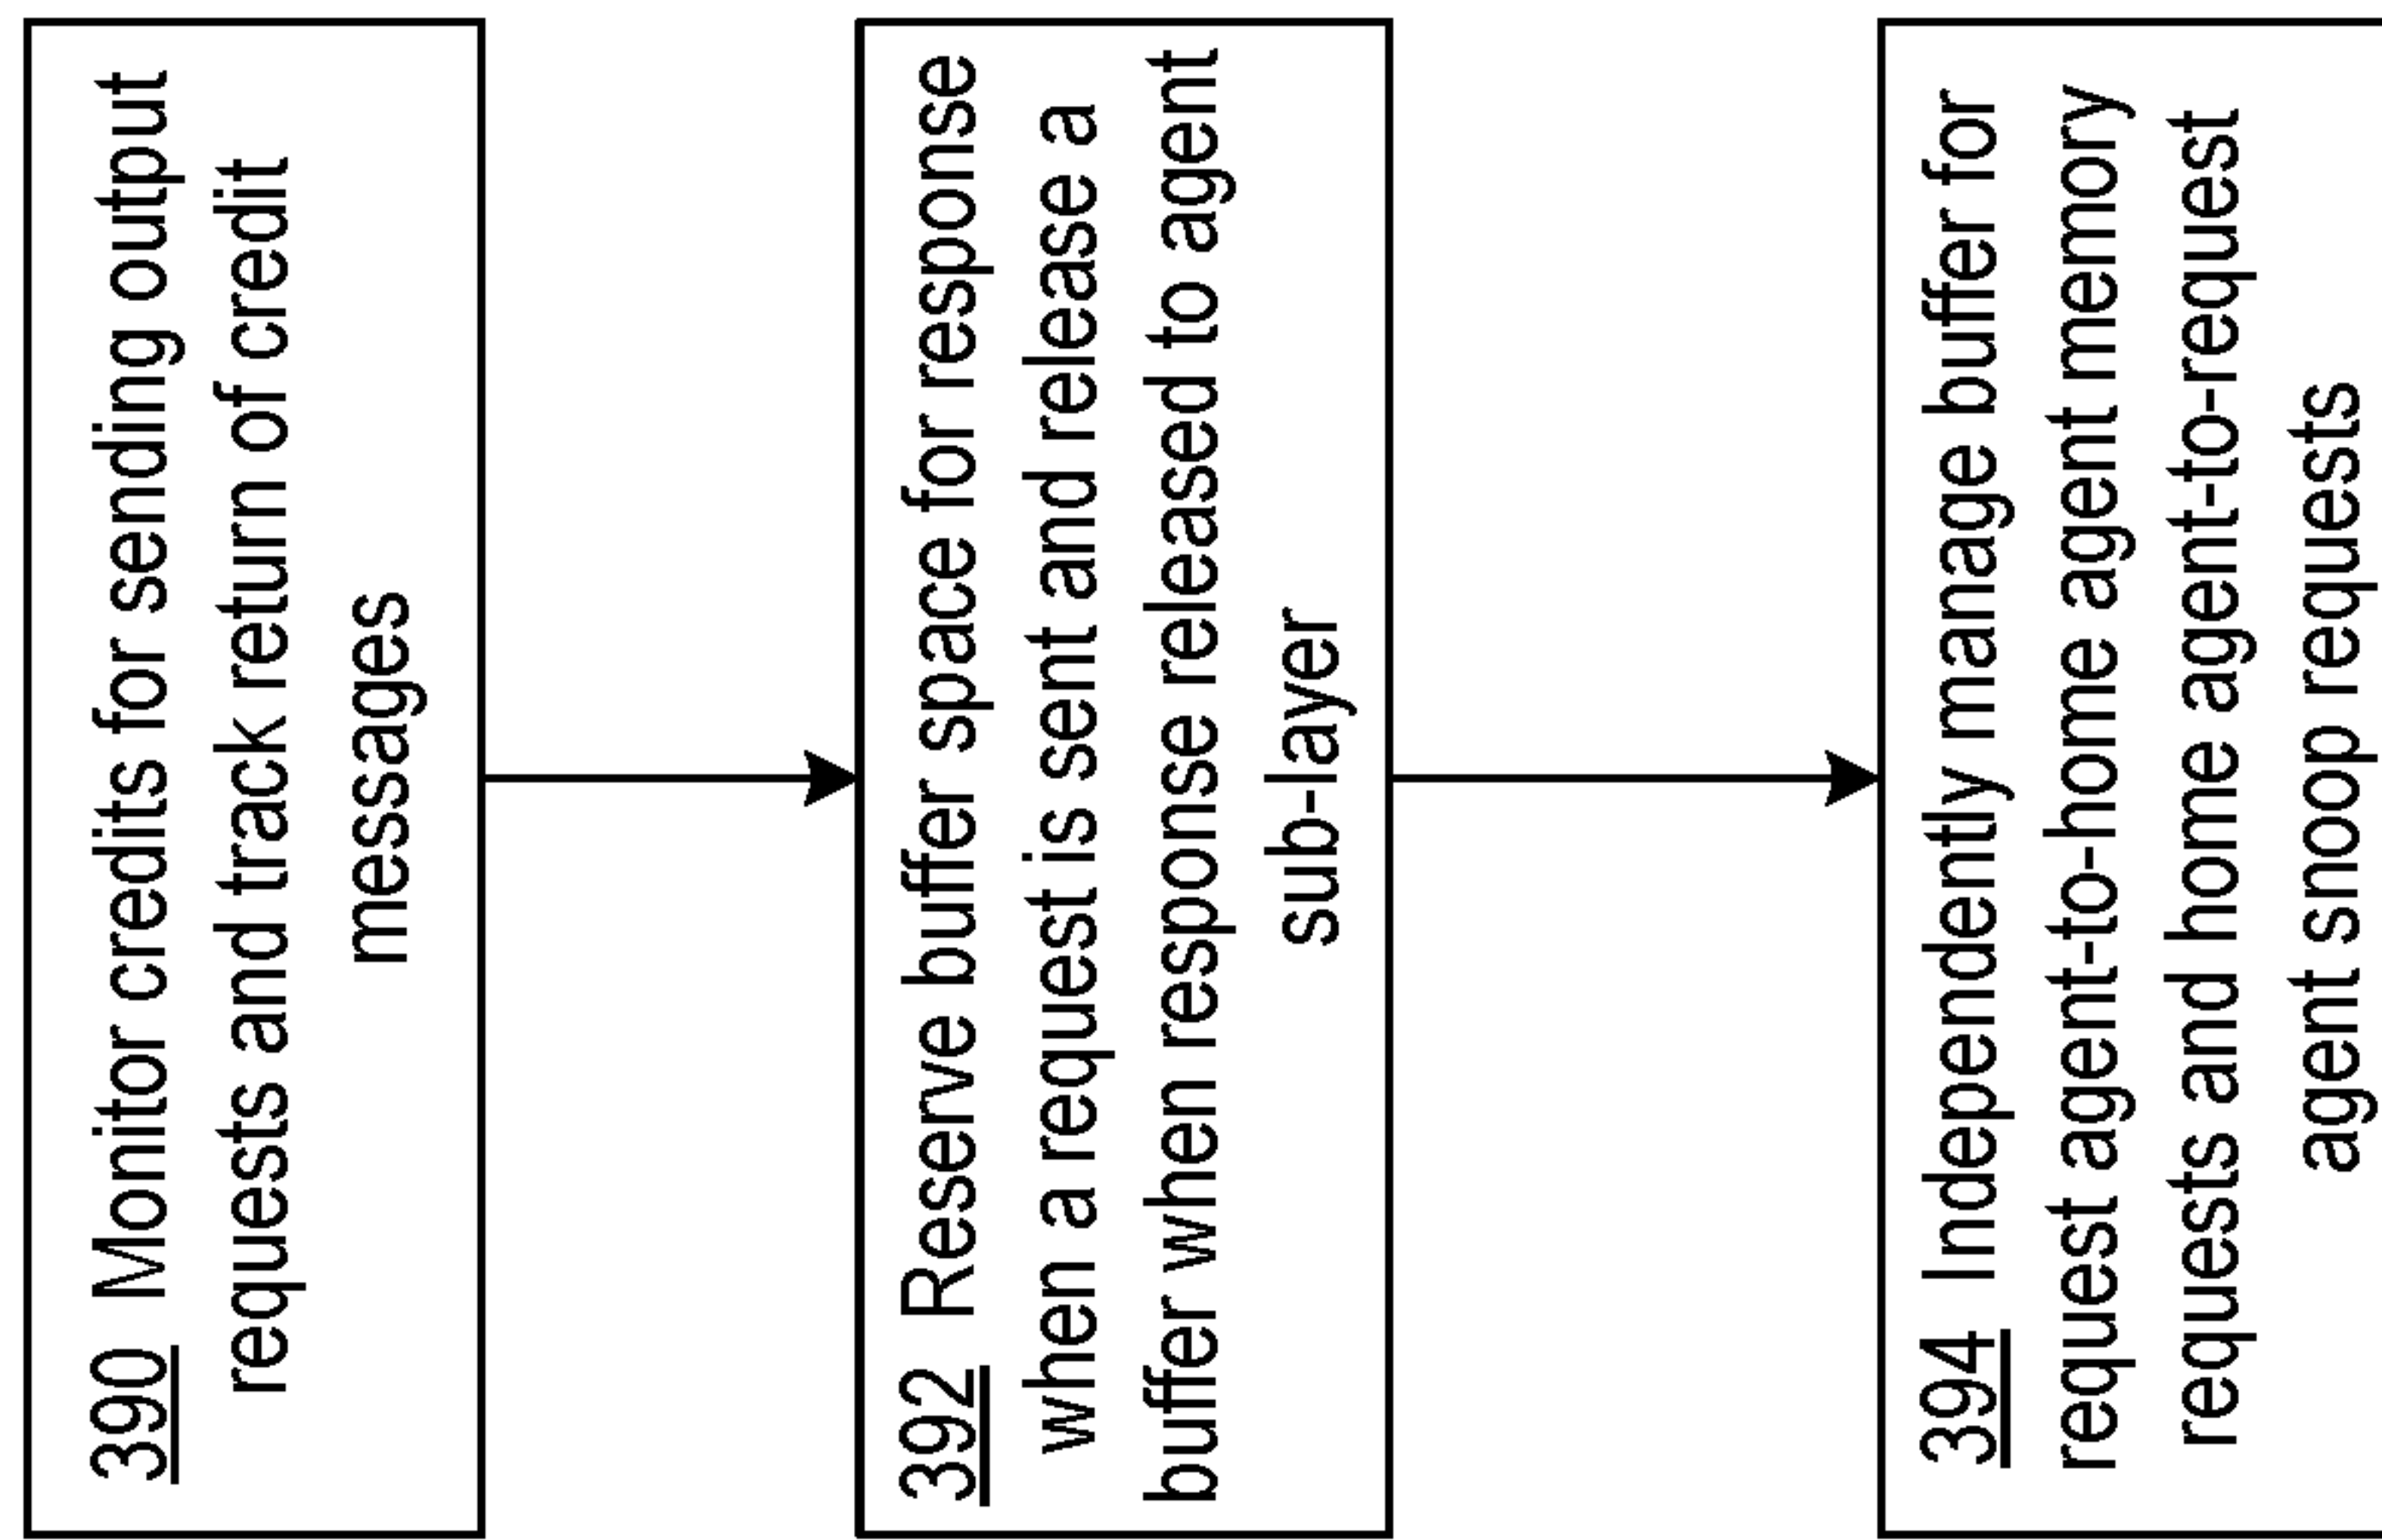 390 Monitor credits for sending output
requests and track return of credit
messages
392 Reserve buffer space for response
when a request is sent and release a
buffer when response released to agent
sub-layer
394 Independently manage buffer for
request agent-to-home agent memory
requests and home agent-to-request
agent snoop requests